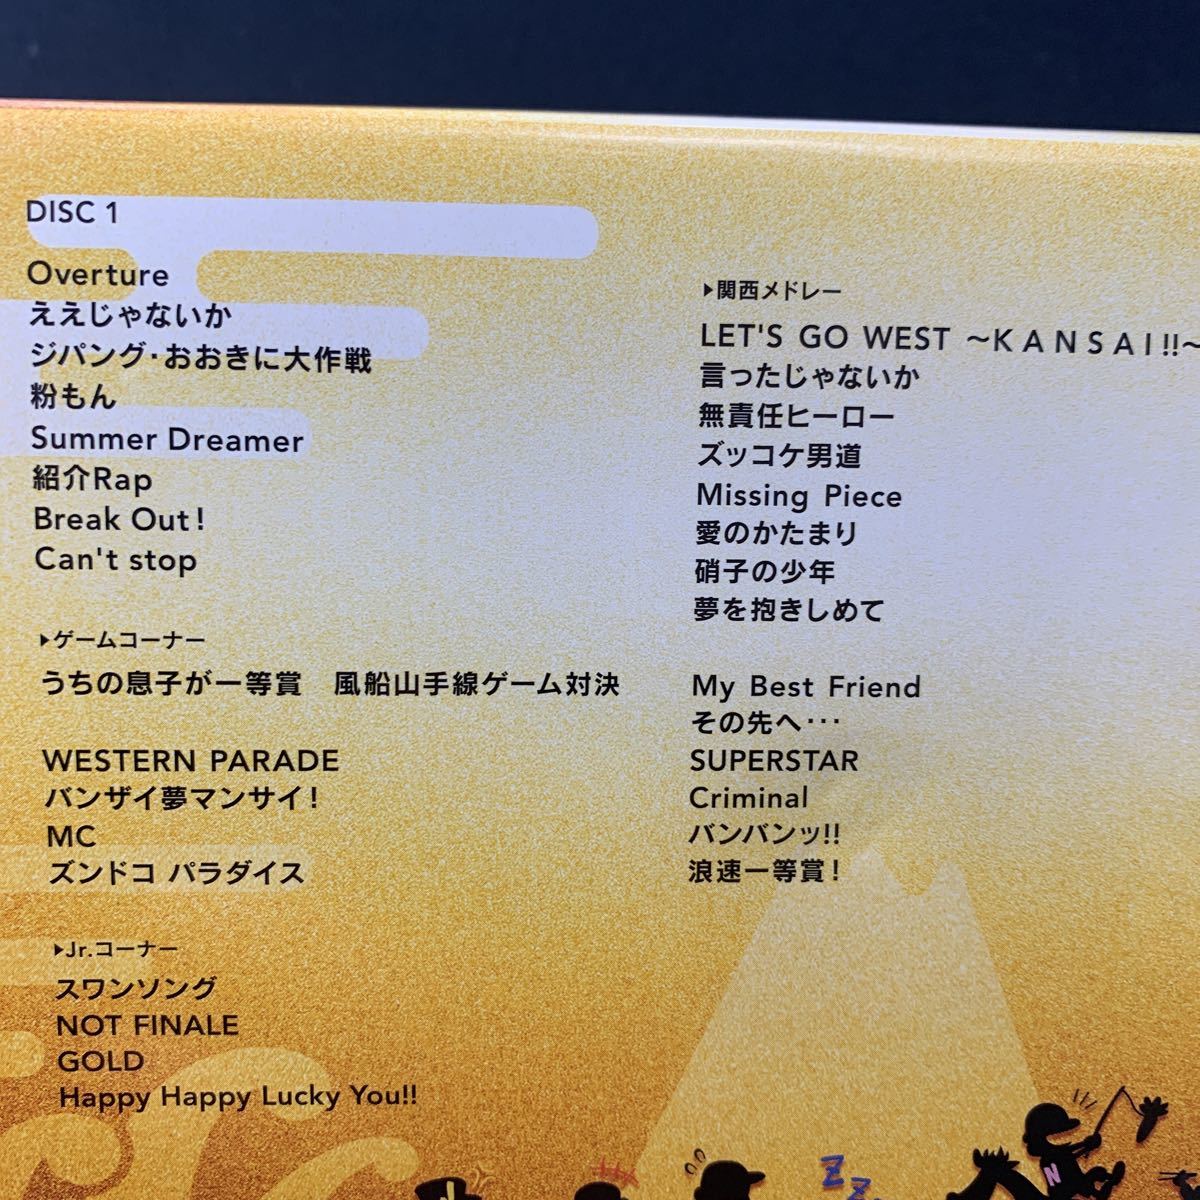 DISC 1
Overture
ええじゃないか
ジパング・おおきに大作戦
粉もん
Summer Dreamer
紹介Rap
Break Out!
Can't stop
▶ゲームコーナー
うちの息子が一等賞　風船山手線ゲーム対決
WESTERN PARADE
バンザイ夢マンサイ!
MC
ズンドコ パラダイス
▶Jr.コーナー
スワンソング
NOT FINALE
GOLD
Happy Happy Lucky You!!
▶関西メドレー
LET'S GO WEST ～KANSAI!!～
言ったじゃないか
無責任ヒーロー
ズッコケ男道
Missing Piece
愛のかたまり
硝子の少年
夢を抱きしめて
My Best Friend
その先へ・・・
SUPERSTAR
Criminal
バンバンッ!!
浪速一等賞!
N
ZZ